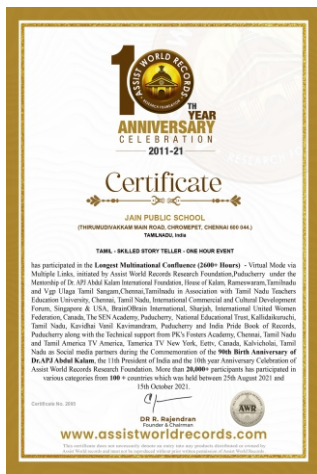 ASSIST WORLD RECORDS
RESEARCH FOUNDATION
10
TH
YEAR
ANNIVERSARY
CELEBRATION
2011-21
Certificate
JAIN PUBLIC SCHOOL
(THIRUMUDIVAKKAM MAIN ROAD, CHROMEPET, CHENNAI 600 044.)
TAMILNADU, India
TAMIL - SKILLED STORY TELLER - ONE HOUR EVENT
has participated in the Longest Multinational Confluence (2600+ Hours) - Virtual Mode via
Multiple Links, initiated by Assist World Records Research Foundation,Puducherry under the
Mentorship of Dr. APJ Abdul Kalam International Foundation, House of Kalam, Rameswaram,Tamilnadu
and Vgp Ulaga Tamil Sangam,Chennai,Tamilnadu in Association with Tamil Nadu Teachers
Education University, Chennai, Tamil Nadu, International Commercial and Cultural Development
Forum, Singapore & USA, BrainOBrain International, Sharjah, International United Women
Federation, Canada, The SEN Academy, Puducherry, National Educational Trust, Kallidaikurichi,
Tamil Nadu, Kavidhai Vanil Kavimandram, Puducherry and India Pride Book of Records,
Puducherry along with the Technical support from PKs Fosters Academy, Chennai, Tamil Nadu
and Tamil America TV America, Tamerica TV New York, Eettv, Canada, Kalvicholai, Tamil
Nadu as Social media partners during the Commemoration of the 90th Birth Anniversary of
Dr.APJ Abdul Kalam, the 11th President of India and the 10th year Anniversary Celebration of
Assist World Records Research Foundation. More than 20,000+ participants has participated in
various categories from 100 + countries which was held between 25th August 2021 and
15th October 2021.
Certificate No. 2093
DR R. Rajendran
Founder & Chairman
AWR
www.assistworldrecords.com